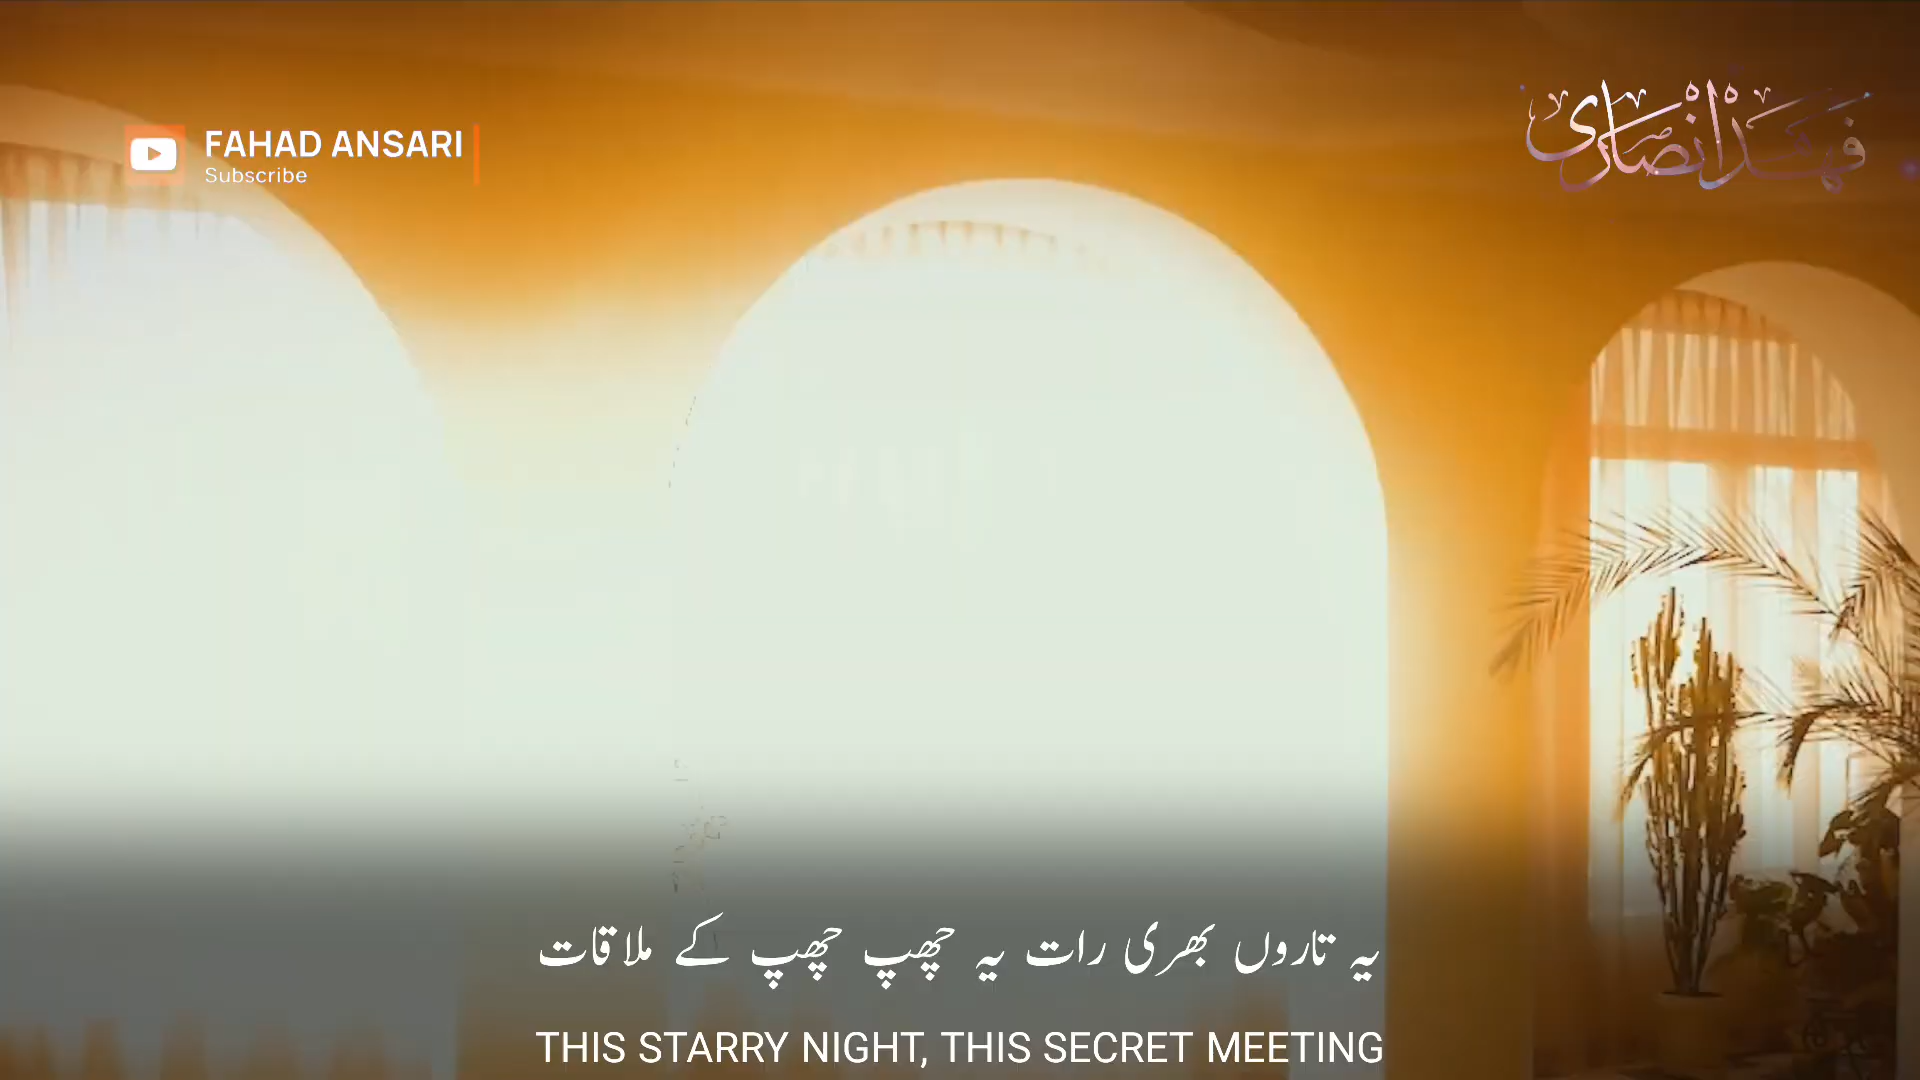 FAHAD ANSARI
Subscribe
فہد انصاری
یہ تاروں بھری رات یہ چھپ چھپ کے ملاقات
THIS STARRY NIGHT, THIS SECRET MEETING